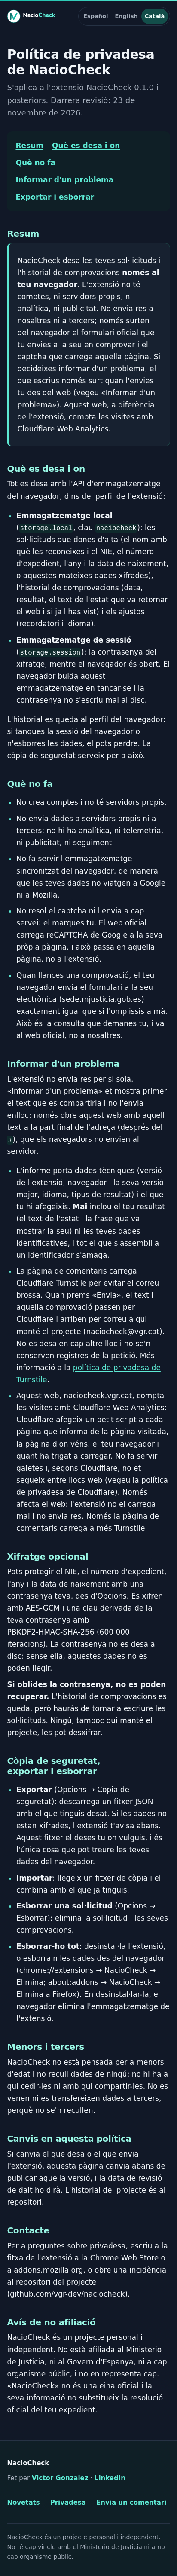 NacioCheck
Español English Català
Política de privadesa
de NacioCheck
S'aplica a l'extensió NacioCheck 0.1.0 i
posteriors. Darrera revisió: 23 de
novembre de 2026.
Resum Què es desa i on
Què no fa
Informar d'un problema
Exportar i esborrar
Resum
NacioCheck desa les teves sol·licituds i
l'historial de comprovacions només al
teu navegador. L'extensió no té
comptes, ni servidors propis, ni
analítica, ni publicitat. No envia res a
nosaltres ni a tercers; només surten
del navegador el formulari oficial que
tu envies a la seu en comprovar i el
captcha que carrega aquella pàgina. Si
decideixes informar d'un problema, el
que escrius només surt quan l'envies
tu des del web (vegeu «Informar d'un
problema»). Aquest web, a diferència
de l'extensió, compta les visites amb
Cloudflare Web Analytics.
Què es desa i on
Tot es desa amb l'API d'emmagatzematge
del navegador, dins del perfil de l'extensió:
• Emmagatzematge local
(storage.local, clau naciocheck): les
sol·licituds que dónes d'alta (el nom amb
què les reconeixes i el NIE, el número
d'expedient, l'any i la data de naixement,
o aquestes mateixes dades xifrades),
l'historial de comprovacions (data,
resultat, el text de l'estat que va retornar
el web i si ja l'has vist) i els ajustos
(recordatori i idioma).
• Emmagatzematge de sessió
(storage.session): la contrasenya del
xifratge, mentre el navegador és obert. El
navegador buida aquest
emmagatzematge en tancar-se i la
contrasenya no s'escriu mai al disc.
L'historial es queda al perfil del navegador:
si tanques la sessió del navegador o
n'esborres les dades, el pots perdre. La
còpia de seguretat serveix per a això.
Què no fa
• No crea comptes i no té servidors propis.
• No envia dades a servidors propis ni a
tercers: no hi ha analítica, ni telemetria,
ni publicitat, ni seguiment.
• No fa servir l'emmagatzematge
sincronitzat del navegador, de manera
que les teves dades no viatgen a Google
ni a Mozilla.
• No resol el captcha ni l'envia a cap
servei: el marques tu. El web oficial
carrega reCAPTCHA de Google a la seva
pròpia pàgina, i això passa en aquella
pàgina, no a l'extensió.
• Quan llances una comprovació, el teu
navegador envia el formulari a la seu
electrònica (sede.mjusticia.gob.es)
exactament igual que si l'omplissis a mà.
Això és la consulta que demanes tu, i va
al web oficial, no a nosaltres.
Informar d'un problema
L'extensió no envia res per si sola.
«Informar d'un problema» et mostra primer
el text que es compartiria i no l'envia
enlloc: només obre aquest web amb aquell
text a la part final de l'adreça (després del
#), que els navegadors no envien al
servidor.
• L'informe porta dades tècniques (versió
de l'extensió, navegador i la seva versió
major, idioma, tipus de resultat) i el que
tu hi afegeixis. Mai inclou el teu resultat
(el text de l'estat i la frase que va
mostrar la seu) ni les teves dades
identificatives, i tot el que s'assembli a
un identificador s'amaga.
• La pàgina de comentaris carrega
Cloudflare Turnstile per evitar el correu
brossa. Quan prems «Envia», el text i
aquella comprovació passen per
Cloudflare i arriben per correu a qui
manté el projecte (naciocheck@vgr.cat).
No es desa en cap altre lloc i no se'n
conserven registres de la petició. Més
informació a la política de privadesa de
Turnstile.
• Aquest web, naciocheck.vgr.cat, compta
les visites amb Cloudflare Web Analytics:
Cloudflare afegeix un petit script a cada
pàgina que informa de la pàgina visitada,
la pàgina d'on véns, el teu navegador i
quant ha trigat a carregar. No fa servir
galetes i, segons Cloudflare, no et
segueix entre llocs web (vegeu la política
de privadesa de Cloudflare). Només
afecta el web: l'extensió no el carrega
mai i no envia res. Només la pàgina de
comentaris carrega a més Turnstile.
Xifratge opcional
Pots protegir el NIE, el número d'expedient,
l'any i la data de naixement amb una
contrasenya teva, des d'Opcions. Es xifren
amb AES-GCM i una clau derivada de la
teva contrasenya amb
PBKDF2-HMAC-SHA-256 (600 000
iteracions). La contrasenya no es desa al
disc: sense ella, aquestes dades no es
poden llegir.
Si oblides la contrasenya, no es poden
recuperar. L'historial de comprovacions es
queda, però hauràs de tornar a escriure les
sol·licituds. Ningú, tampoc qui manté el
projecte, les pot desxifrar.
Còpia de seguretat,
exportar i esborrar
• Exportar (Opcions → Còpia de
seguretat): descarrega un fitxer JSON
amb el que tinguis desat. Si les dades no
estan xifrades, l'extensió t'avisa abans.
Aquest fitxer el deses tu on vulguis, i és
l'única cosa que pot treure les teves
dades del navegador.
• Importar: llegeix un fitxer de còpia i el
combina amb el que ja tinguis.
• Esborrar una sol·licitud (Opcions →
Esborrar): elimina la sol·licitud i les seves
comprovacions.
• Esborrar-ho tot: desinstal·la l'extensió,
o esborra'n les dades des del navegador
(chrome://extensions → NacioCheck →
Elimina; about:addons → NacioCheck →
Elimina a Firefox). En desinstal·lar-la, el
navegador elimina l'emmagatzematge de
l'extensió.
Menors i tercers
NacioCheck no està pensada per a menors
d'edat i no recull dades de ningú: no hi ha a
qui cedir-les ni amb qui compartir-les. No es
venen ni es transfereixen dades a tercers,
perquè no se'n recullen.
Canvis en aquesta política
Si canvia el que desa o el que envia
l'extensió, aquesta pàgina canvia abans de
publicar aquella versió, i la data de revisió
de dalt ho dirà. L'historial del projecte és al
repositori.
Contacte
Per a preguntes sobre privadesa, escriu a la
fitxa de l'extensió a la Chrome Web Store o
a addons.mozilla.org, o obre una incidència
al repositori del projecte
(github.com/vgr-dev/naciocheck).
Avís de no afiliació
NacioCheck és un projecte personal i
independent. No està afiliada al Ministerio
de Justicia, ni al Govern d'Espanya, ni a cap
organisme públic, i no en representa cap.
«NacioCheck» no és una eina oficial i la
seva informació no substitueix la resolució
oficial del teu expedient.
NacioCheck
Fet per Victor Gonzalez · LinkedIn
Novetats Privadesa Envia un comentari
NacioCheck és un projecte personal i independent.
No té cap vincle amb el Ministerio de Justicia ni amb
cap organisme públic.